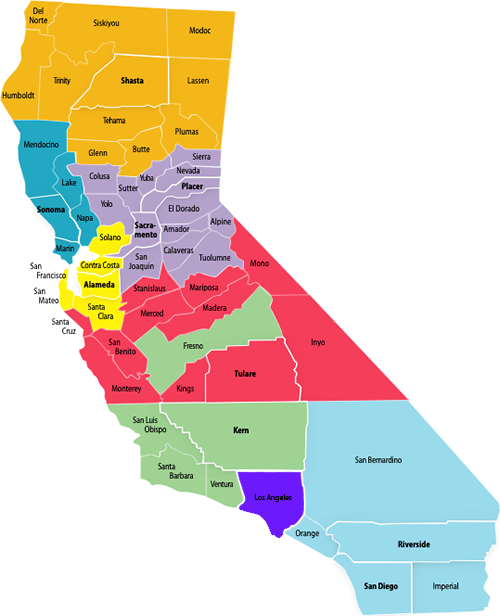 Del
Norte
Siskiyou
Modoc
Humboldt
Trinity
Shasta
Lassen
Tehama
Plumas
Mendocino
Glenn
Butte
Sierra
Lake
Colusa
Sutter
Yuba
Nevada
Placer
Sonoma
Napa
Yolo
El Dorado
Marin
Solano
Sacra-
mento
Amador
Alpine
San
Francisco
Contra Costa
San
Joaquin
Calaveras
Tuolumne
Mono
San
Mateo
Alameda
Stanislaus
Mariposa
Santa
Cruz
Santa
Clara
Merced
Madera
San
Benito
Fresno
Inyo
Monterey
Kings
Tulare
San Luis
Obispo
Kern
San Bernardino
Santa
Barbara
Ventura
Los Angeles
Orange
Riverside
San Diego
Imperial